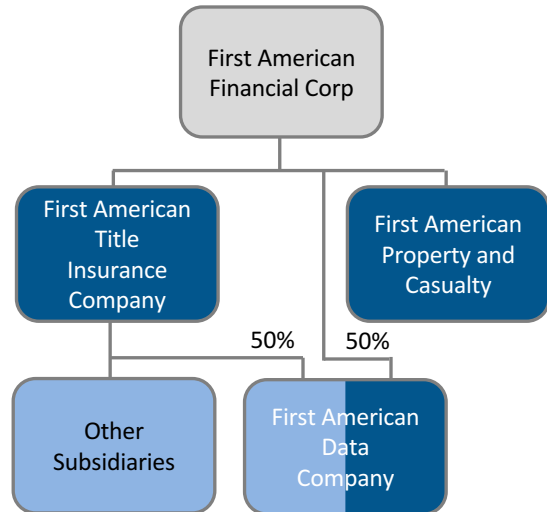 First American
Financial Corp
First American
Title
Insurance
Company
First American
Property and
Casualty
50%
50%
Other
Subsidiaries
First American
Data
Company